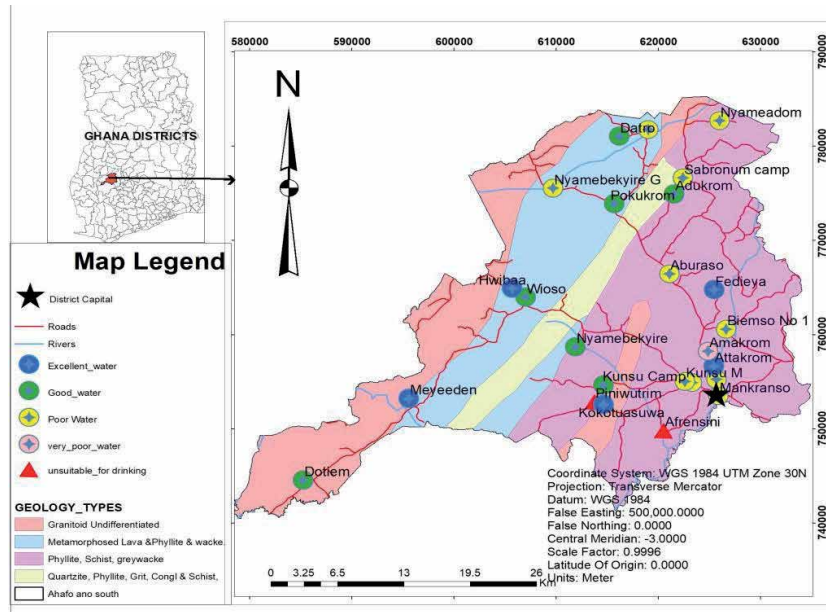 580000 590000 600000 610000 620000 630000
790000
780000
770000
760000
750000
740000
GHANA DISTRICTS
N
Map Legend
District Capital
Roads
Rivers
Excellent_water
Good_water
Poor Water
very_poor_water
unsuitable_for drinking
GEOLOGY_TYPES
Granitoid Undifferentiated
Metamorphosed Lava &Phyllite & wacke.
Phyllite, Schist, greywacke
Quartzite, Phyllite, Grit, Congl & Schist,
Ahafo ano south
Nyameadom
Datro
Sabronum camp
Nyamebekyire G
Adukrom
Pokukrom
Aburaso
Fedieya
Hwibaa
Wioso
Biemso No 1
Amakrom
Nyamebekyire
Attakrom
Kunsu Camp
Kunsu M
Meyeeden
Piniwutrim
Mankranso
Kokotuasuwa
Afrensini
Dotiem
Coordinate System: WGS 1984 UTM Zone 30N
Projection: Transverse Mercator
Datum: WGS 1984
False Easting: 500,000.0000
False Northing: 0.0000
Central Meridian: -3.0000
Scale Factor: 0.9996
Latitude Of Origin: 0.0000
Units: Meter
0 3.25 6.5 13 19.5 26
Km